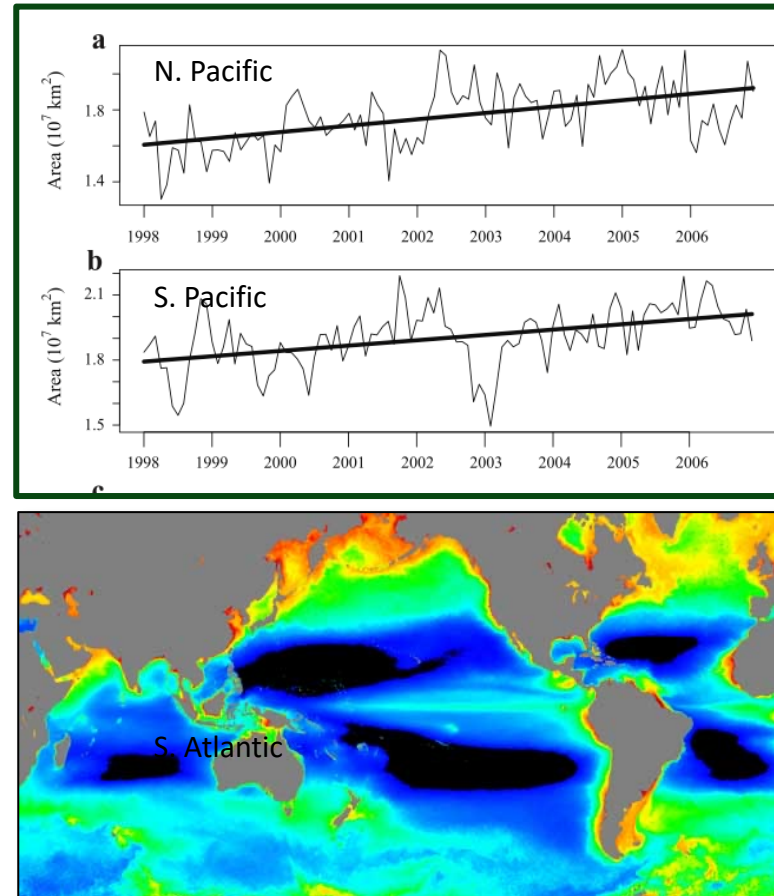 a
N. Pacific
Area (10⁷ km²)
1.8
1.4
1998 1999 2000 2001 2002 2003 2004 2005 2006
b
S. Pacific
Area (10⁷ km²)
2.1
1.8
1.5
1998 1999 2000 2001 2002 2003 2004 2005 2006
S. Atlantic